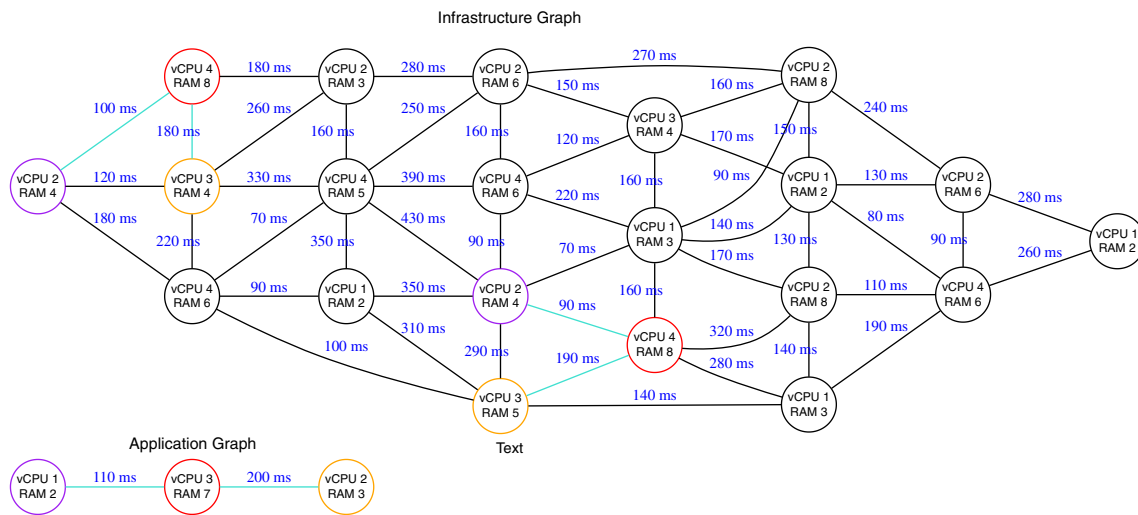 Infrastructure Graph
270 ms
vCPU 4
RAM 8
180 ms
vCPU 2
RAM 3
280 ms
vCPU 2
RAM 6
vCPU 2
RAM 8
150 ms
160 ms
100 ms
260 ms
250 ms
240 ms
vCPU 3
RAM 4
180 ms
160 ms
160 ms
120 ms
170 ms
150 ms
vCPU 2
RAM 4
120 ms
vCPU 3
RAM 4
330 ms
vCPU 4
RAM 5
390 ms
vCPU 4
RAM 6
160 ms
90 ms
vCPU 1
RAM 2
130 ms
vCPU 2
RAM 6
280 ms
180 ms
70 ms
430 ms
220 ms
140 ms
80 ms
vCPU 1
RAM 3
vCPU 1
RAM 2
220 ms
350 ms
90 ms
70 ms
170 ms
130 ms
90 ms
260 ms
vCPU 4
RAM 6
90 ms
vCPU 1
RAM 2
350 ms
vCPU 2
RAM 4
90 ms
160 ms
vCPU 2
RAM 8
110 ms
vCPU 4
RAM 6
310 ms
320 ms
190 ms
100 ms
290 ms
190 ms
vCPU 4
RAM 8
280 ms
140 ms
vCPU 3
RAM 5
140 ms
vCPU 1
RAM 3
Text
Application Graph
vCPU 1
RAM 2
110 ms
vCPU 3
RAM 7
200 ms
vCPU 2
RAM 3